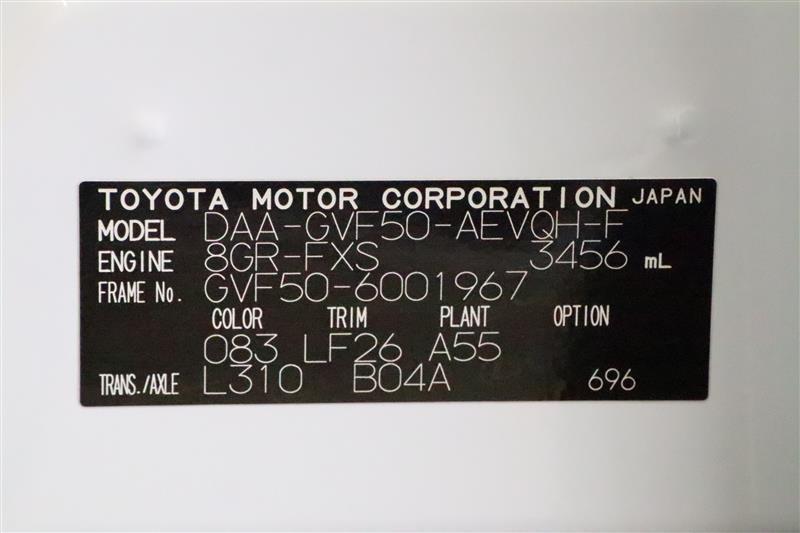 TOYOTA MOTOR CORPORATION JAPAN
MODEL DAA-GVF50-AEVQH-F
ENGINE 8GR-FXS 3456 mL
FRAME No. GVF50-6001967
COLOR TRIM PLANT OPTION
083 LF26 A55
TRANS./AXLE L310 B04A 696